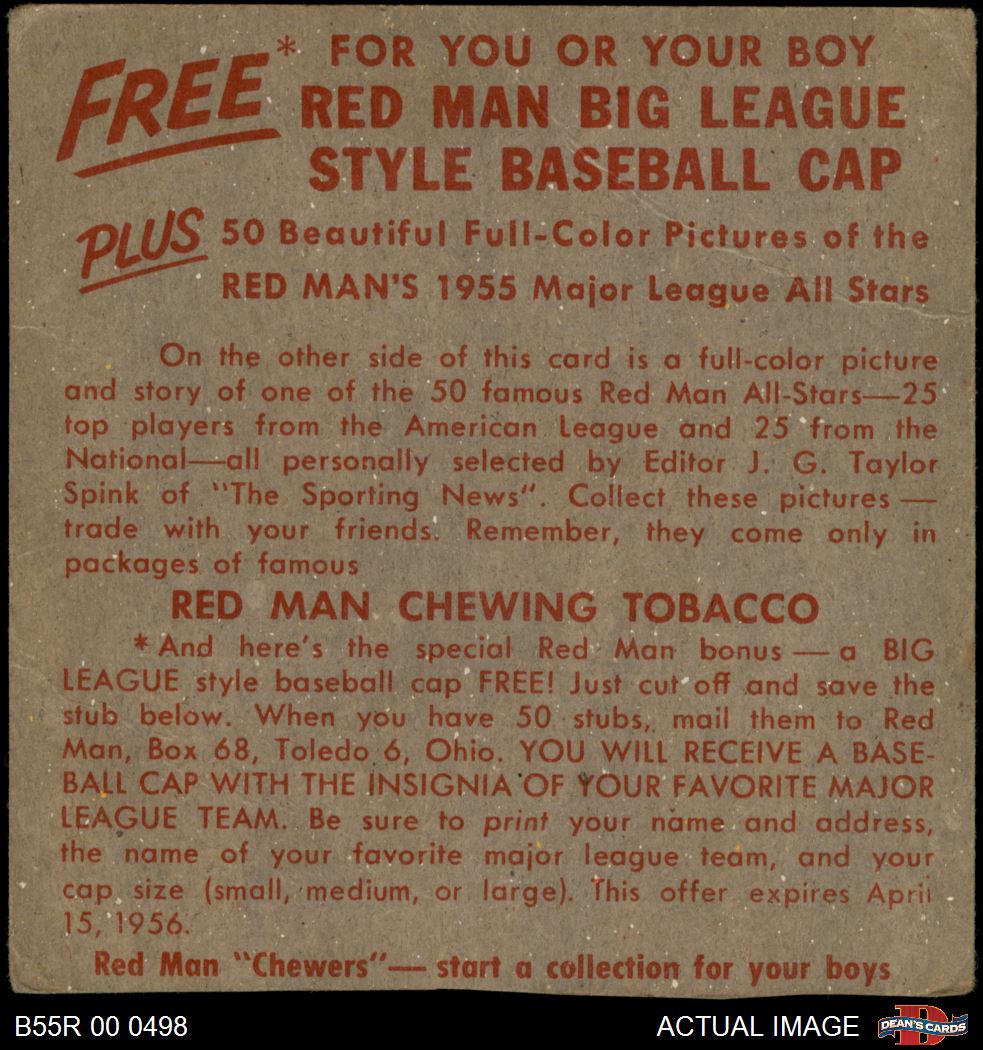 FREE* FOR YOU OR YOUR BOY
RED MAN BIG LEAGUE
STYLE BASEBALL CAP
PLUS 50 Beautiful Full-Color Pictures of the
RED MAN'S 1955 Major League All Stars
On the other side of this card is a full-color picture
and story of one of the 50 famous Red Man All-Stars—25
top players from the American League and 25 from the
National—all personally selected by Editor J. G. Taylor
Spink of "The Sporting News". Collect these pictures —
trade with your friends. Remember, they come only in
packages of famous
RED MAN CHEWING TOBACCO
*And here's the special Red Man bonus — a BIG
LEAGUE style baseball cap FREE! Just cut off and save the
stub below. When you have 50 stubs, mail them to Red
Man, Box 68, Toledo 6, Ohio. YOU WILL RECEIVE A BASE-
BALL CAP WITH THE INSIGNIA OF YOUR FAVORITE MAJOR
LEAGUE TEAM. Be sure to print your name and address,
the name of your favorite major league team, and your
cap size (small, medium, or large). This offer expires April
15, 1956.
Red Man "Chewers"— start a collection for your boys
B55R 00 0498
ACTUAL IMAGE
DEAN'S CARDS